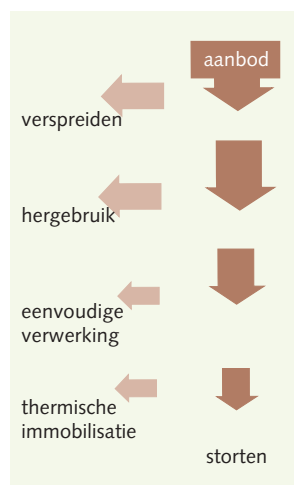 aanbod
verspreiden
hergebruik
eenvoudige
verwerking
thermische
immobilisatie
storten